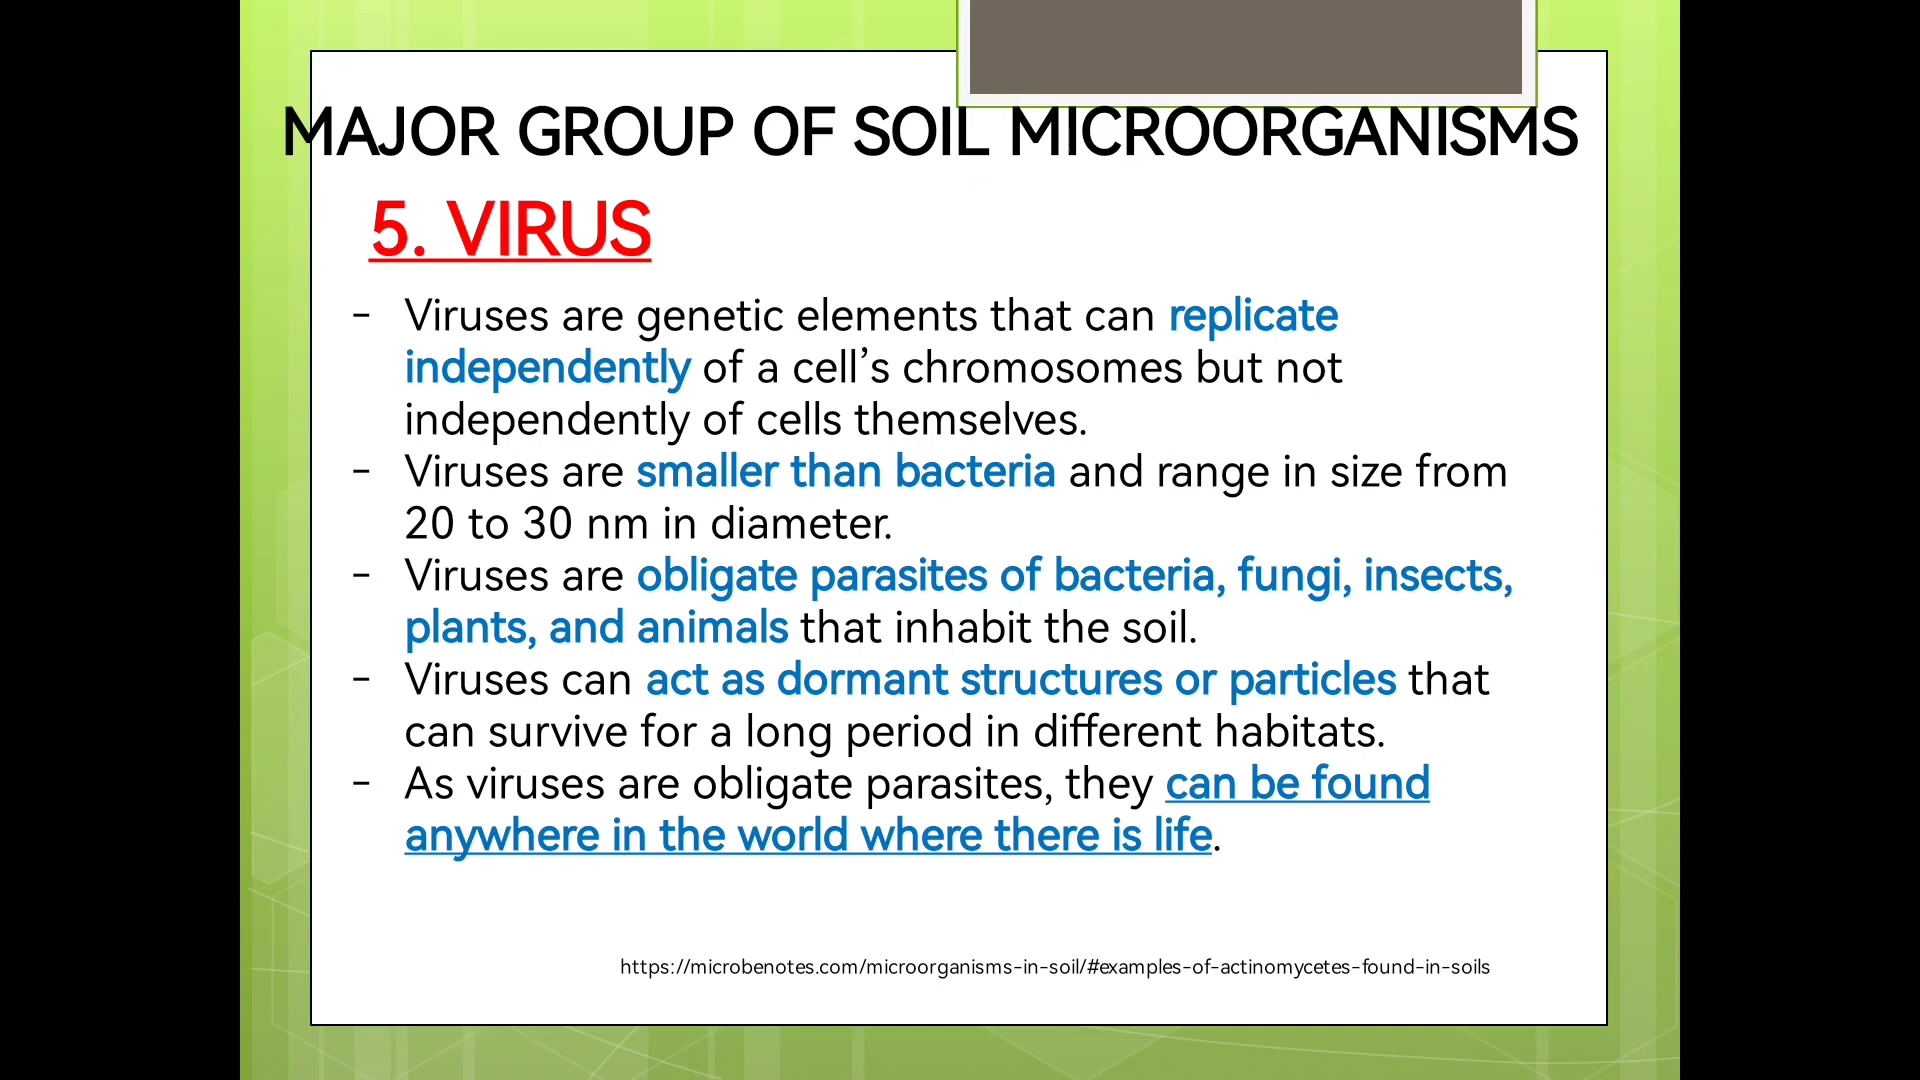 MAJOR GROUP OF SOIL MICROORGANISMS
5. VIRUS
- Viruses are genetic elements that can replicate
independently of a cell’s chromosomes but not
independently of cells themselves.
- Viruses are smaller than bacteria and range in size from
20 to 30 nm in diameter.
- Viruses are obligate parasites of bacteria, fungi, insects,
plants, and animals that inhabit the soil.
- Viruses can act as dormant structures or particles that
can survive for a long period in different habitats.
- As viruses are obligate parasites, they can be found
anywhere in the world where there is life.
https://microbenotes.com/microorganisms-in-soil/#examples-of-actinomycetes-found-in-soils